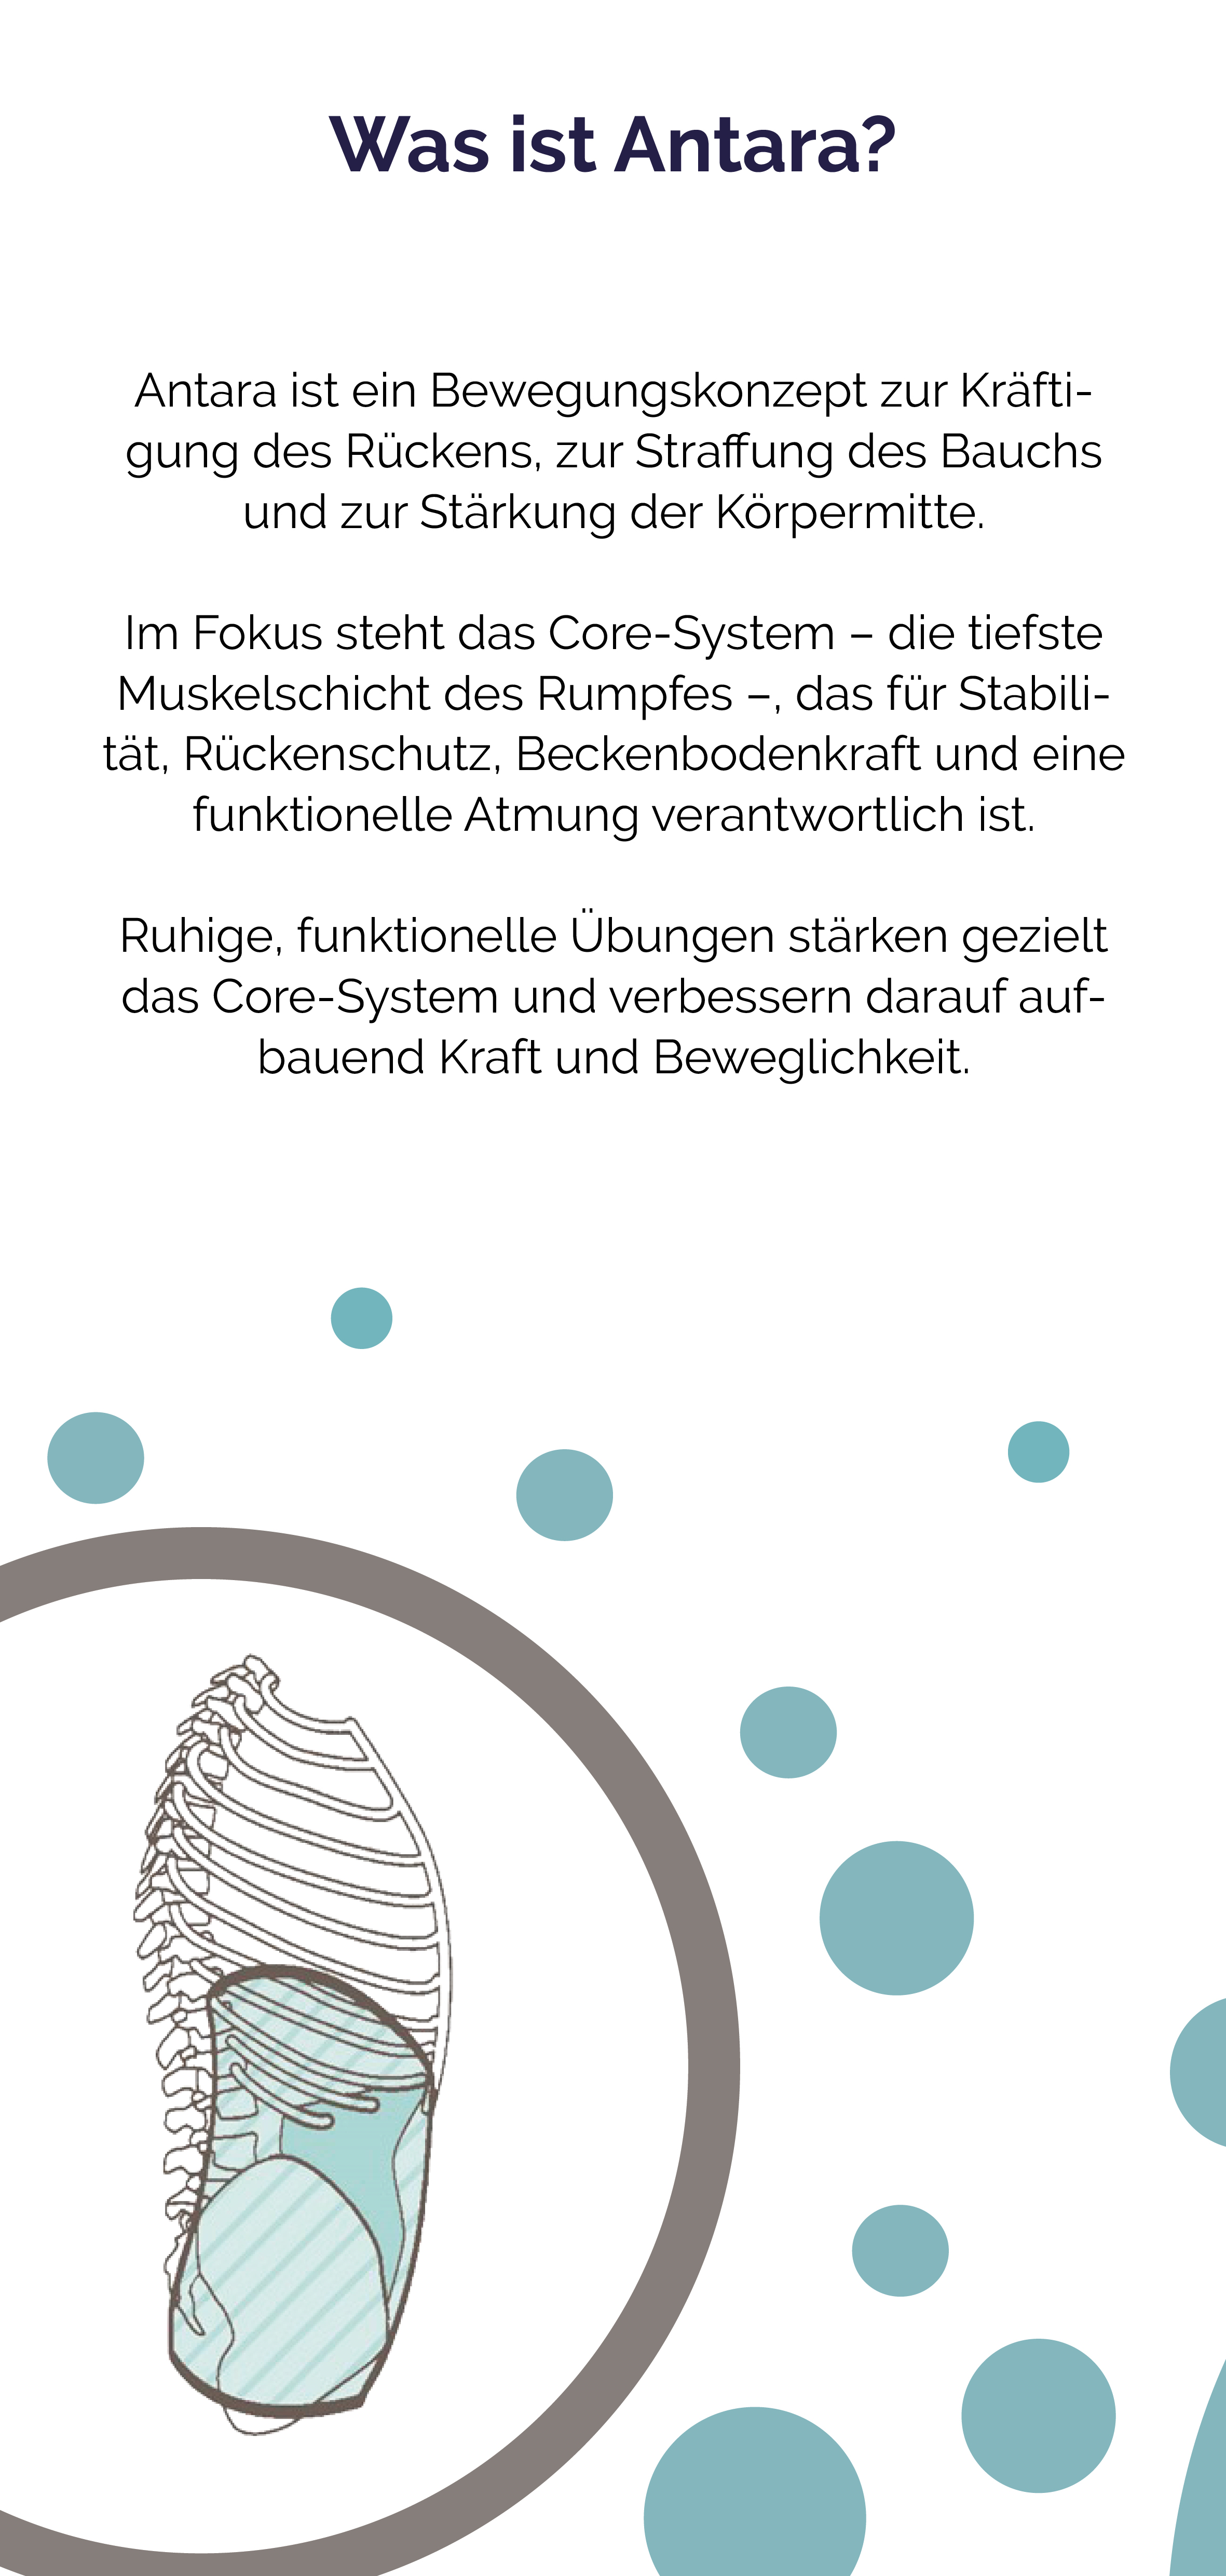 Was ist Antara?
Antara ist ein Bewegungskonzept zur Kräfti-
gung des Rückens, zur Straffung des Bauchs
und zur Stärkung der Körpermitte.
Im Fokus steht das Core-System – die tiefste
Muskelschicht des Rumpfes –, das für Stabili-
tät, Rückenschutz, Beckenbodenkraft und eine
funktionelle Atmung verantwortlich ist.
Ruhige, funktionelle Übungen stärken gezielt
das Core-System und verbessern darauf auf-
bauend Kraft und Beweglichkeit.